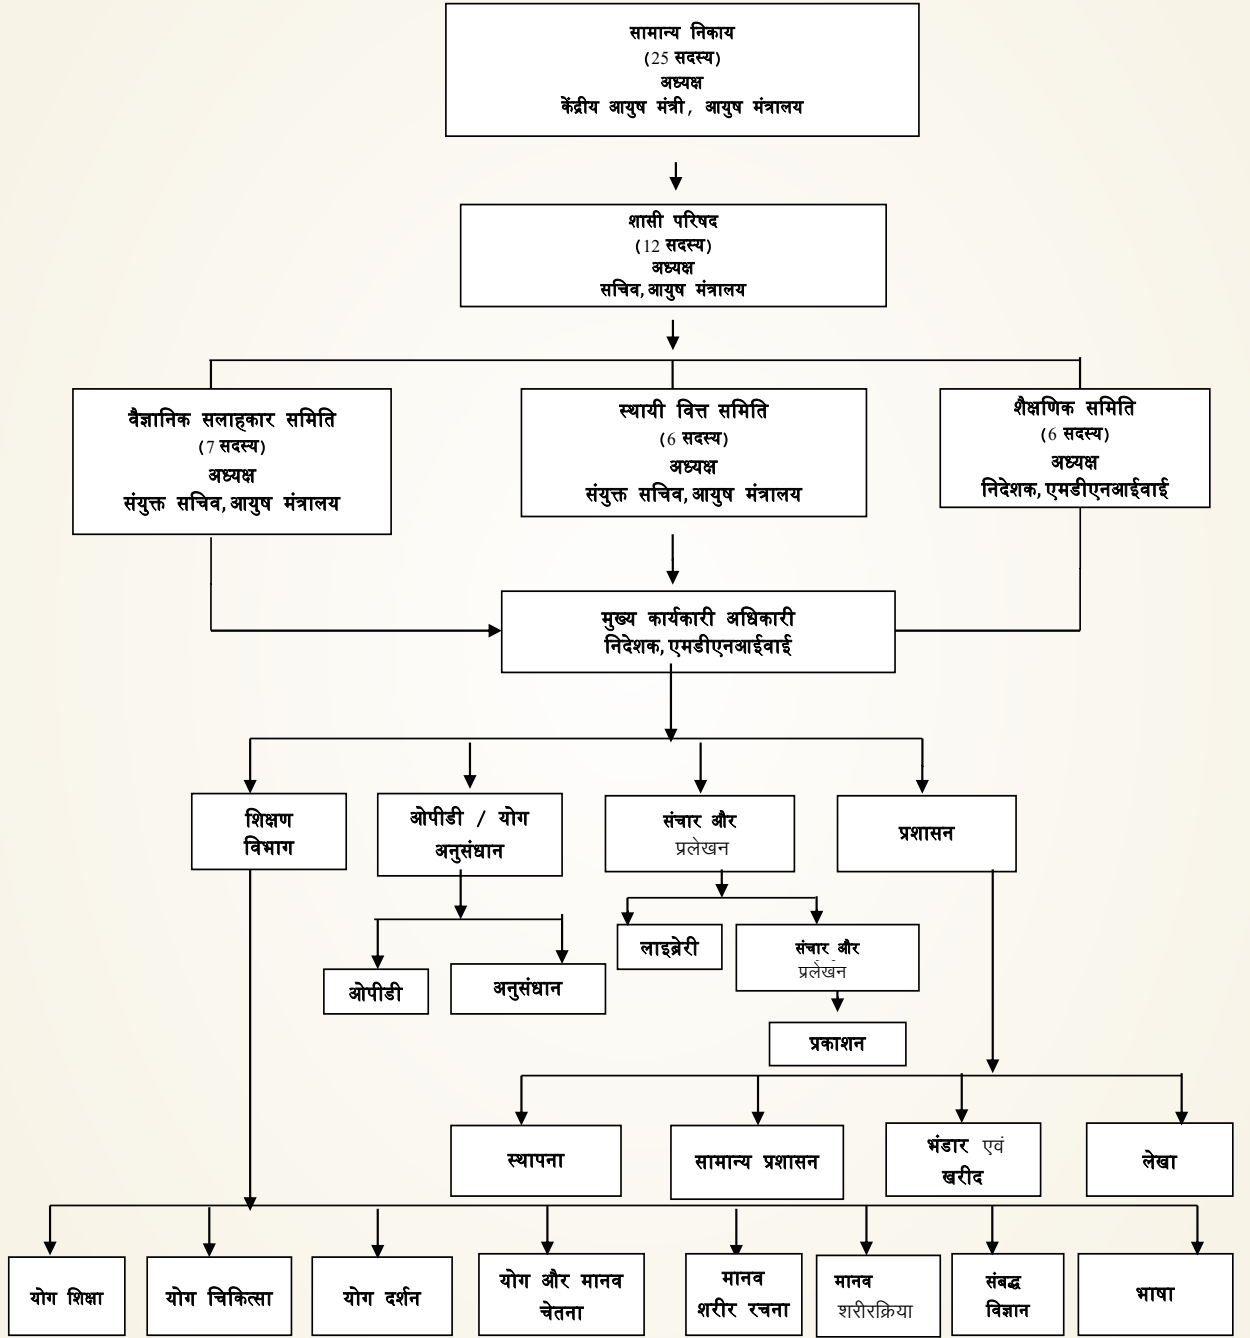 सामान्य निकाय
(25 सदस्य)
अध्यक्ष
केंद्रीय आयुष मंत्री, आयुष मंत्रालय
शासी परिषद
(12 सदस्य)
अध्यक्ष
सचिव,आयुष मंत्रालय
वैज्ञानिक सलाहकार समिति
(7 सदस्य)
अध्यक्ष
संयुक्त सचिव,आयुष मंत्रालय
स्थायी वित्त समिति
(6 सदस्य)
अध्यक्ष
संयुक्त सचिव,आयुष मंत्रालय
शैक्षणिक समिति
(6 सदस्य)
अध्यक्ष
निदेशक,एमडीएनआईवाई
मुख्य कार्यकारी अधिकारी
निदेशक,एमडीएनआईवाई
शिक्षण
विभाग
ओपीडी / योग
अनुसंधान
संचार और
प्रलेखन
प्रशासन
ओपीडी
अनुसंधान
लाइब्रेरी
संचार और
प्रलेखन
प्रकाशन
स्थापना
सामान्य प्रशासन
भंडार एवं
खरीद
लेखा
योग शिक्षा
योग चिकित्सा
योग दर्शन
योग और मानव
चेतना
मानव
शरीर रचना
मानव
शरीरक्रिया
संबद्ध
विज्ञान
भाषा